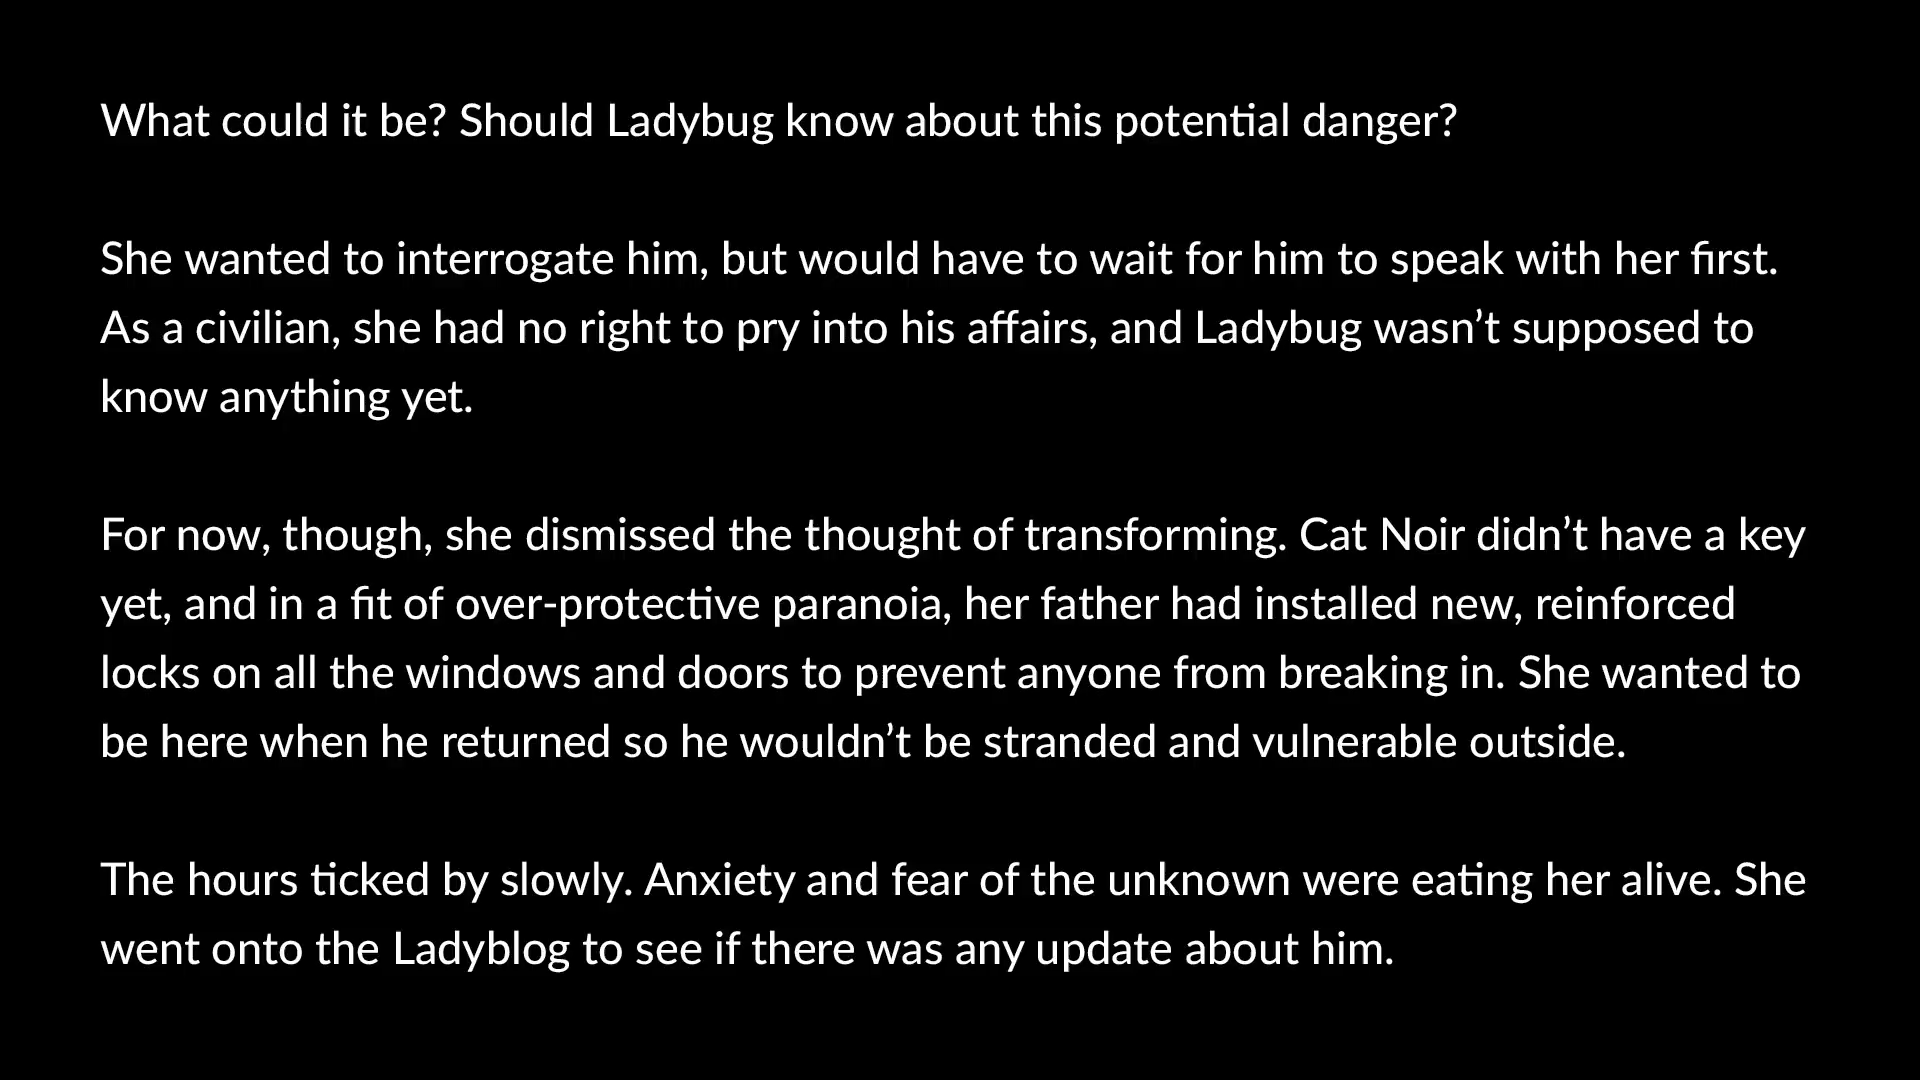 What could it be? Should Ladybug know about this potential danger?
She wanted to interrogate him, but would have to wait for him to speak with her first.
As a civilian, she had no right to pry into his affairs, and Ladybug wasn’t supposed to
know anything yet.
For now, though, she dismissed the thought of transforming. Cat Noir didn’t have a key
yet, and in a fit of over-protective paranoia, her father had installed new, reinforced
locks on all the windows and doors to prevent anyone from breaking in. She wanted to
be here when he returned so he wouldn’t be stranded and vulnerable outside.
The hours ticked by slowly. Anxiety and fear of the unknown were eating her alive. She
went onto the Ladyblog to see if there was any update about him.